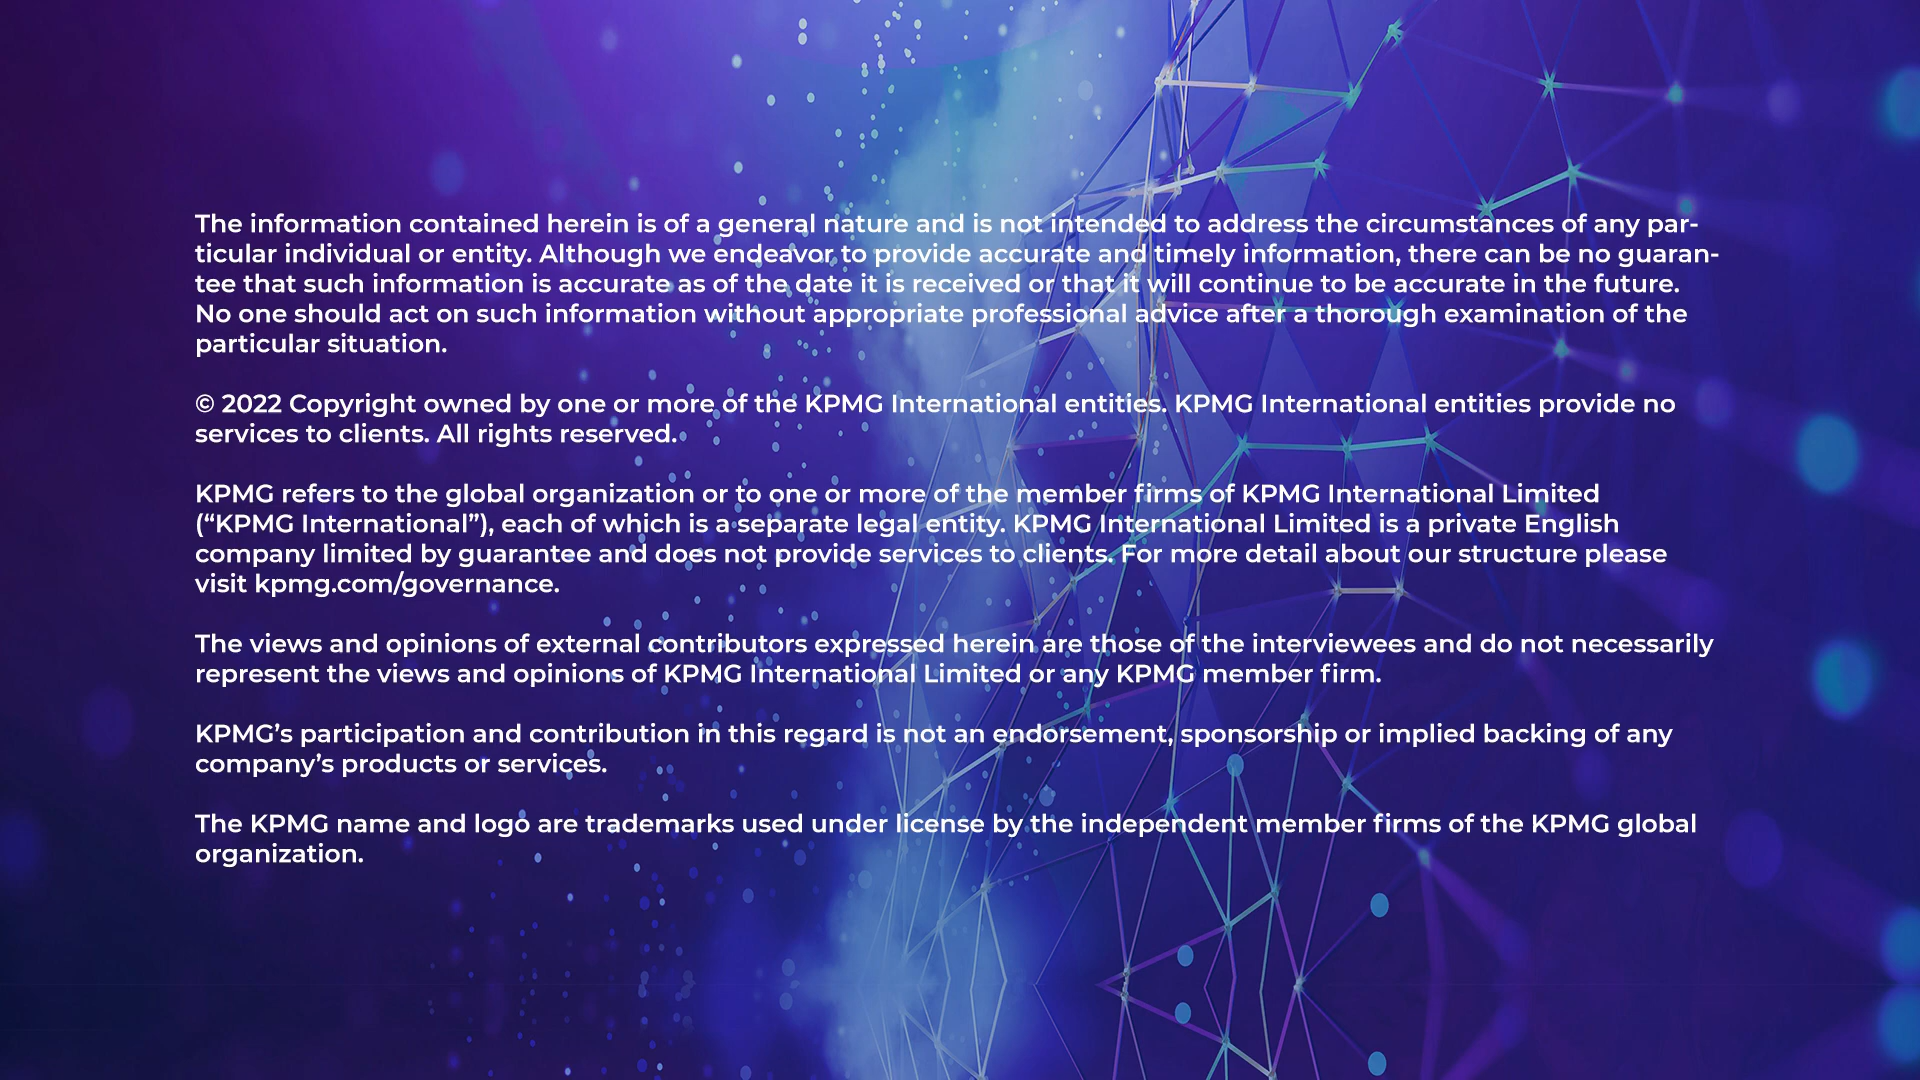 The information contained herein is of a general nature and is not intended to address the circumstances of any par-
ticular individual or entity. Although we endeavor to provide accurate and timely information, there can be no guaran-
tee that such information is accurate as of the date it is received or that it will continue to be accurate in the future.
No one should act on such information without appropriate professional advice after a thorough examination of the
particular situation.
© 2022 Copyright owned by one or more of the KPMG International entities. KPMG International entities provide no
services to clients. All rights reserved.
KPMG refers to the global organization or to one or more of the member firms of KPMG International Limited
(“KPMG International”), each of which is a separate legal entity. KPMG International Limited is a private English
company limited by guarantee and does not provide services to clients. For more detail about our structure please
visit kpmg.com/governance.
The views and opinions of external contributors expressed herein are those of the interviewees and do not necessarily
represent the views and opinions of KPMG International Limited or any KPMG member firm.
KPMG’s participation and contribution in this regard is not an endorsement, sponsorship or implied backing of any
company’s products or services.
The KPMG name and logo are trademarks used under license by the independent member firms of the KPMG global
organization.